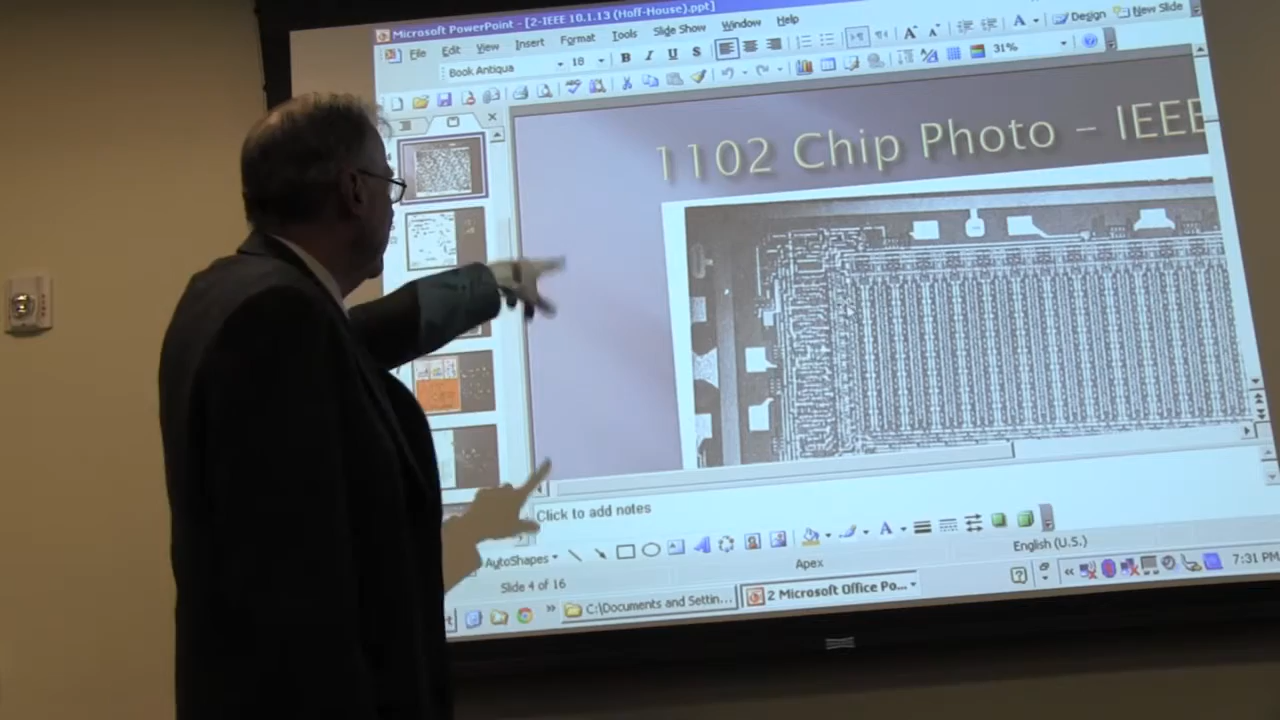 Microsoft PowerPoint - [2-IEEE 10.1.13 (Hoff-House).ppt]
File Edit View Insert Format Tools Slide Show Window Help
Book Antiqua 18 B I U S A A A Design New Slide
31%
1102 Chip Photo – IEEE
Click to add notes
AutoShapes A A
Slide 4 of 16 Apex English (U.S.)
C:\Documents and Settin... 2 Microsoft Office Po... 7:31 PM